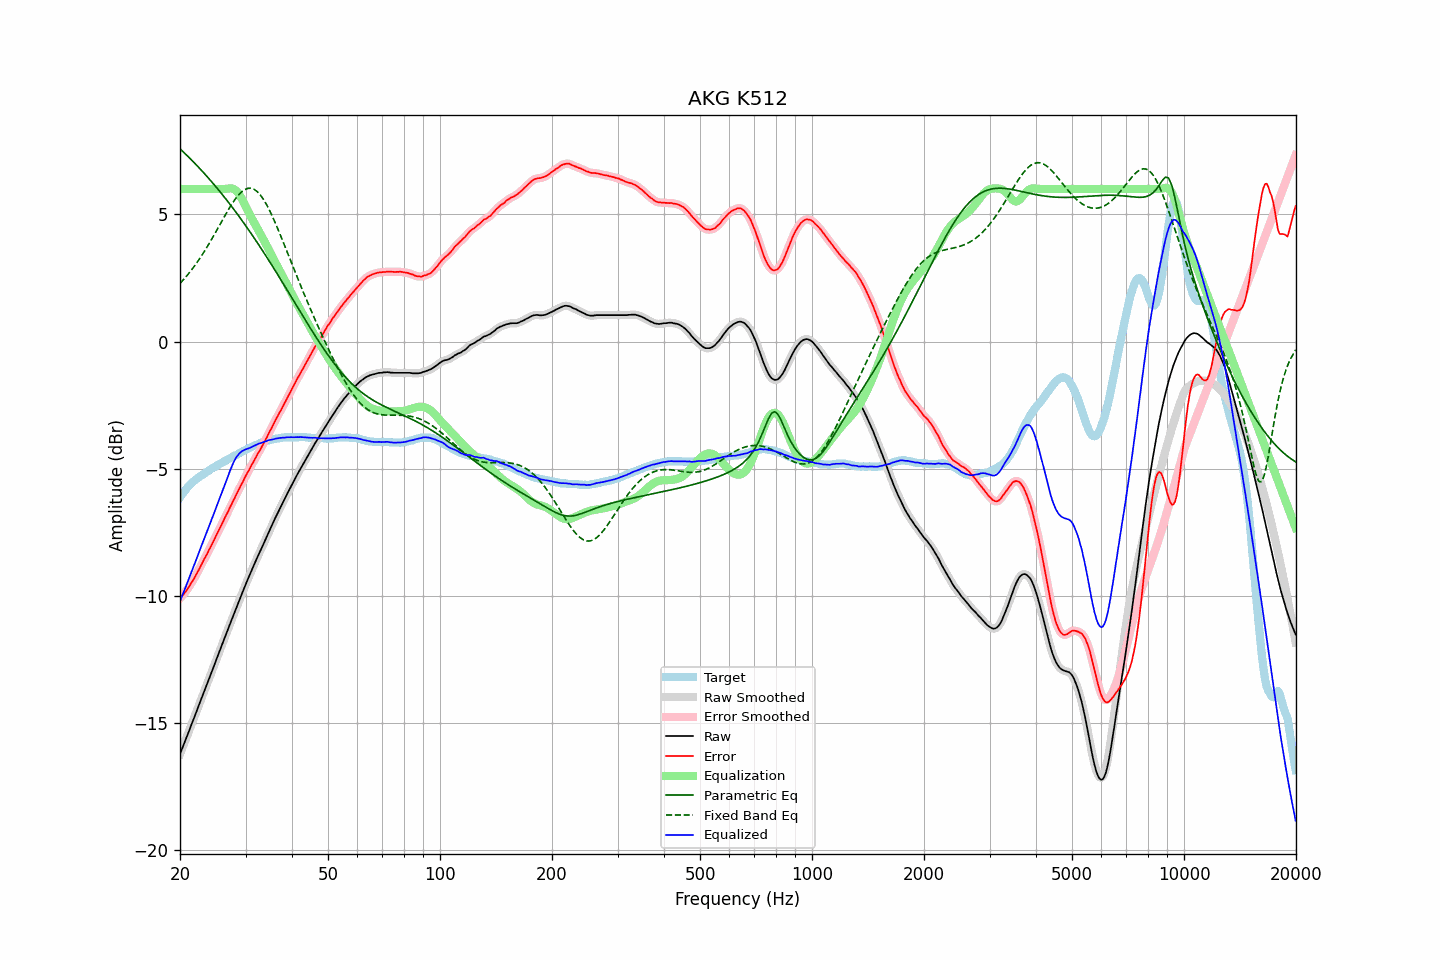 AKG K512
Amplitude (dBr)
5
0
−5
−10
−15
−20
20
50
100
200
500
1000
2000
5000
10000
20000
Frequency (Hz)
Target
Raw Smoothed
Error Smoothed
Raw
Error
Equalization
Parametric Eq
Fixed Band Eq
Equalized